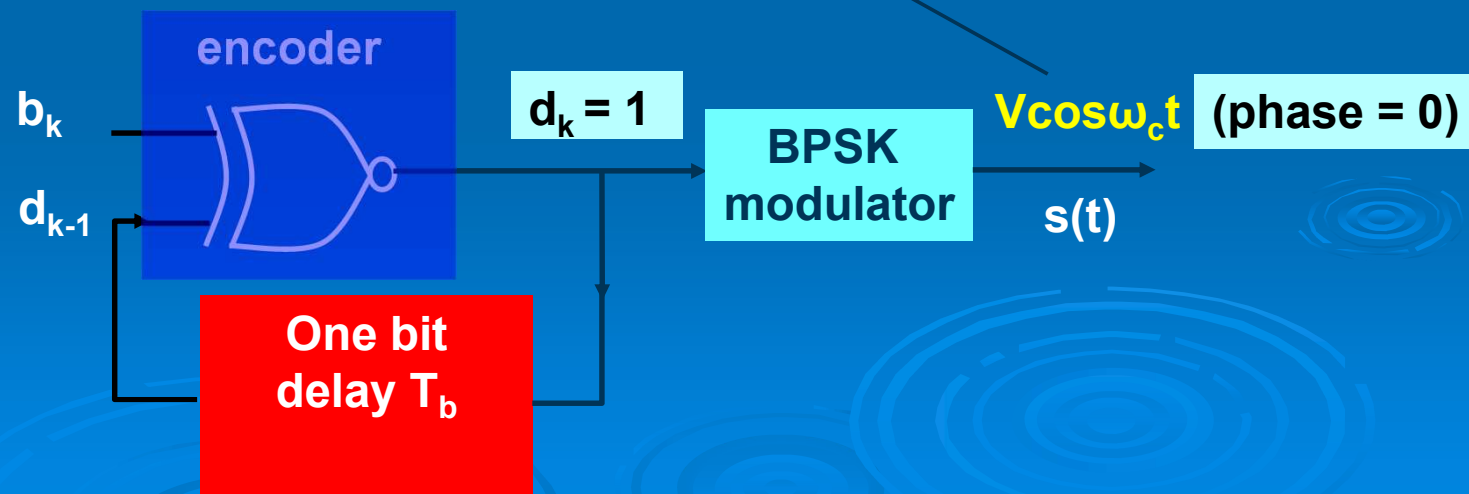 encoder
b_k
d_k = 1
Vcosω_ct (phase = 0)
BPSK
modulator
d_k-1
s(t)
One bit
delay T_b